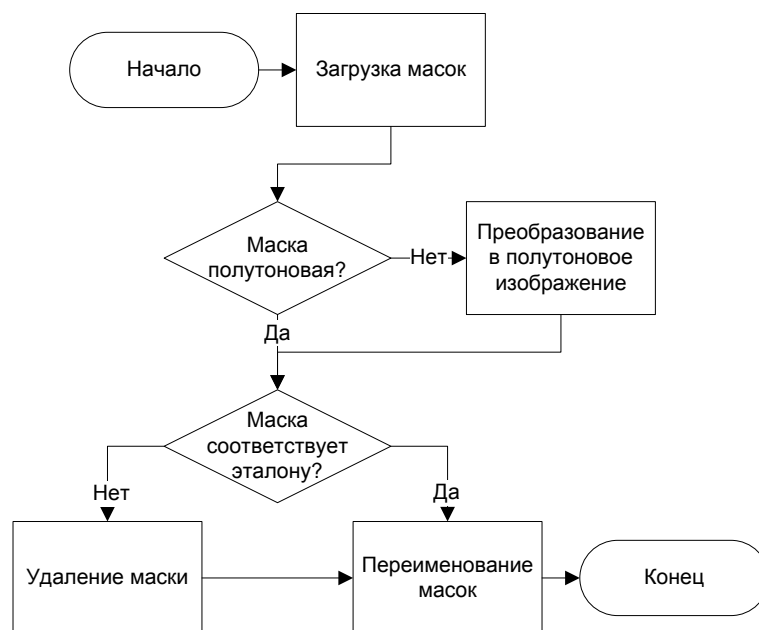 Начало
Загрузка масок
Маска
полутоновая?
Нет
Преобразование
в полутоновое
изображение
Да
Маска
соответствует
эталону?
Нет
Да
Удаление маски
Переименование
масок
Конец